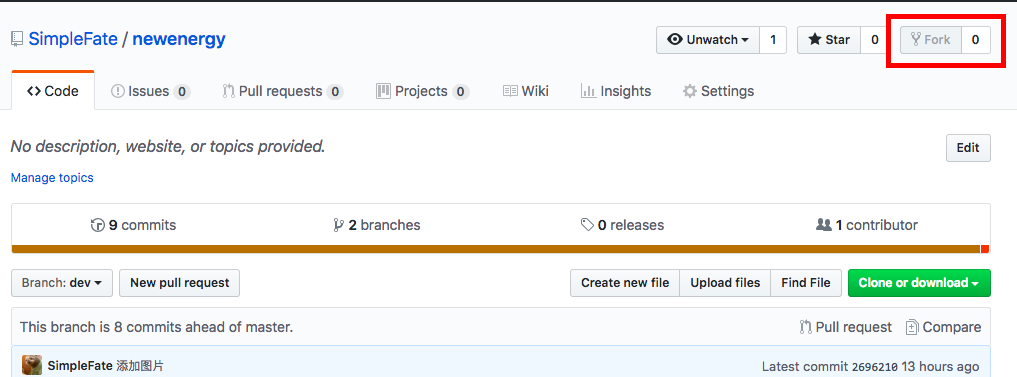 SimpleFate / newenergy Unwatch 1 Star 0 Fork 0
Code Issues 0 Pull requests 0 Projects 0 Wiki Insights Settings
No description, website, or topics provided. Edit
Manage topics
9 commits 2 branches 0 releases 1 contributor
Branch: dev New pull request Create new file Upload files Find File Clone or download
This branch is 8 commits ahead of master. Pull request Compare
SimpleFate 添加图片 Latest commit 2696210 13 hours ago